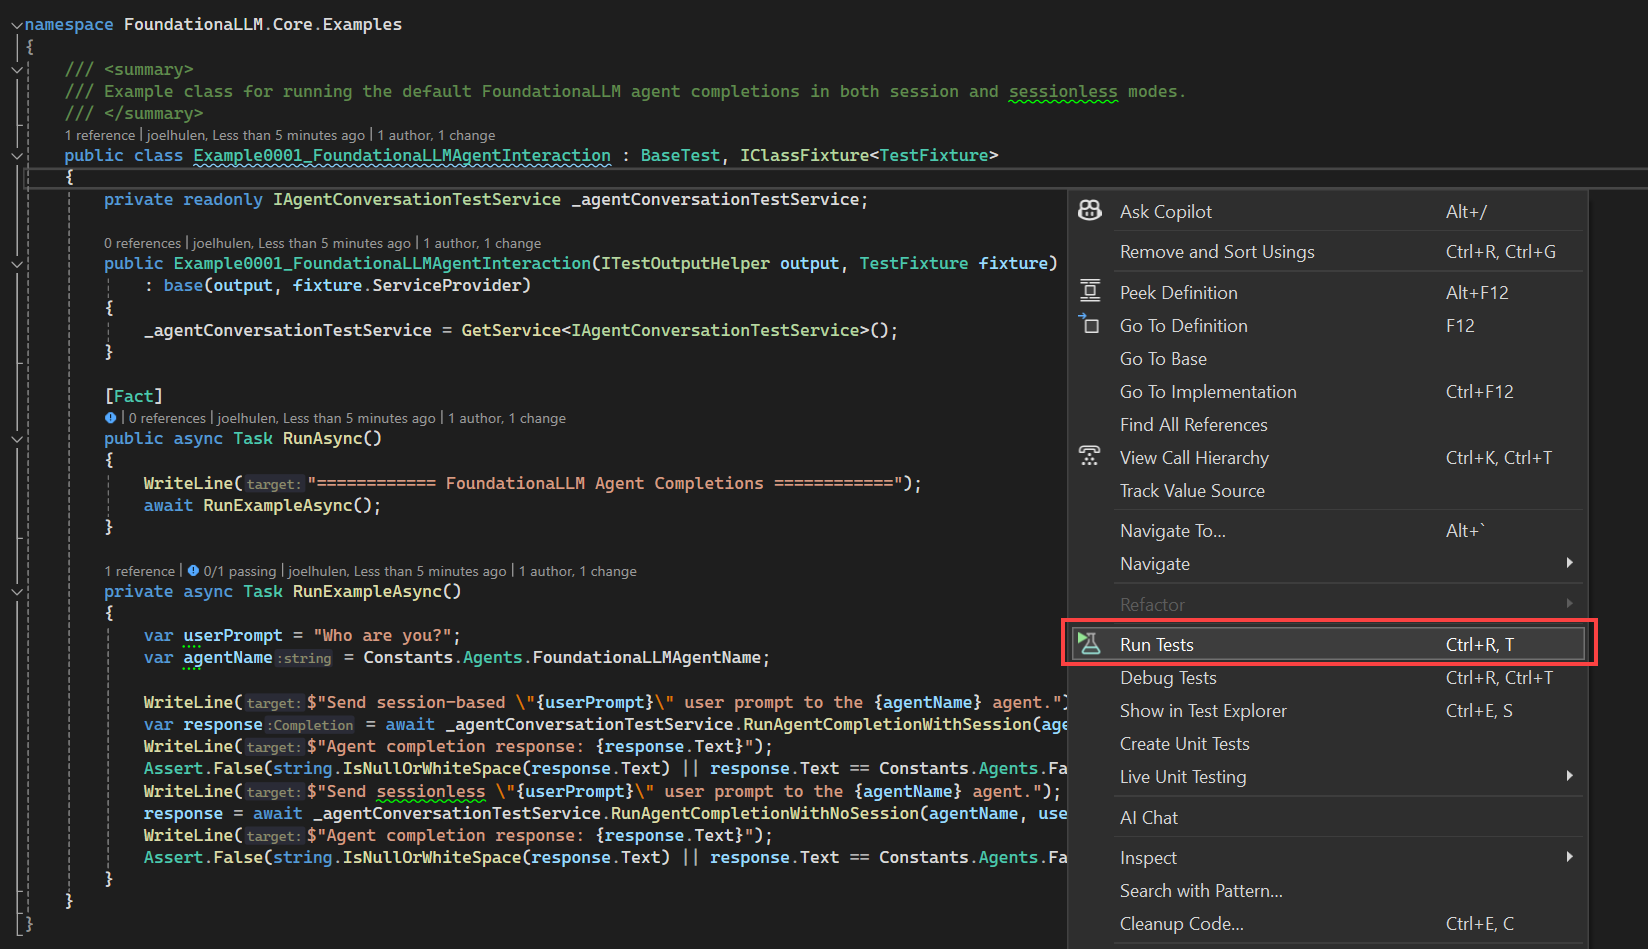 namespace FoundationaLLM.Core.Examples
{
/// <summary>
/// Example class for running the default FoundationaLLM agent completions in both session and sessionless modes.
/// </summary>
1 reference | joelhulen, Less than 5 minutes ago | 1 author, 1 change
public class Example0001_FoundationaLLMAgentInteraction : BaseTest, IClassFixture<TestFixture>
{
private readonly IAgentConversationTestService _agentConversationTestService;
0 references | joelhulen, Less than 5 minutes ago | 1 author, 1 change
public Example0001_FoundationaLLMAgentInteraction(ITestOutputHelper output, TestFixture fixture)
: base(output, fixture.ServiceProvider)
{
_agentConversationTestService = GetService<IAgentConversationTestService>();
}
[Fact]
| 0 references | joelhulen, Less than 5 minutes ago | 1 author, 1 change
public async Task RunAsync()
{
WriteLine(target:"============ FoundationaLLM Agent Completions ============");
await RunExampleAsync();
}
1 reference | 0/1 passing | joelhulen, Less than 5 minutes ago | 1 author, 1 change
private async Task RunExampleAsync()
{
var userPrompt = "Who are you?";
var agentName:string = Constants.Agents.FoundationaLLMAgentName;
WriteLine(target:$"Send session-based \"{userPrompt}\" user prompt to the {agentName} agent.")
var response:Completion = await _agentConversationTestService.RunAgentCompletionWithSession(age
WriteLine(target:$"Agent completion response: {response.Text}");
Assert.False(string.IsNullOrWhiteSpace(response.Text) || response.Text == Constants.Agents.Fa
WriteLine(target:$"Send sessionless \"{userPrompt}\" user prompt to the {agentName} agent.");
response = await _agentConversationTestService.RunAgentCompletionWithNoSession(agentName, use
WriteLine(target:$"Agent completion response: {response.Text}");
Assert.False(string.IsNullOrWhiteSpace(response.Text) || response.Text == Constants.Agents.Fa
}
}
}
Ask Copilot Alt+/
Remove and Sort Usings Ctrl+R, Ctrl+G
Peek Definition Alt+F12
Go To Definition F12
Go To Base
Go To Implementation Ctrl+F12
Find All References
View Call Hierarchy Ctrl+K, Ctrl+T
Track Value Source
Navigate To... Alt+`
Navigate
Refactor
Run Tests Ctrl+R, T
Debug Tests Ctrl+R, Ctrl+T
Show in Test Explorer Ctrl+E, S
Create Unit Tests
Live Unit Testing
AI Chat
Inspect
Search with Pattern...
Cleanup Code... Ctrl+E, C